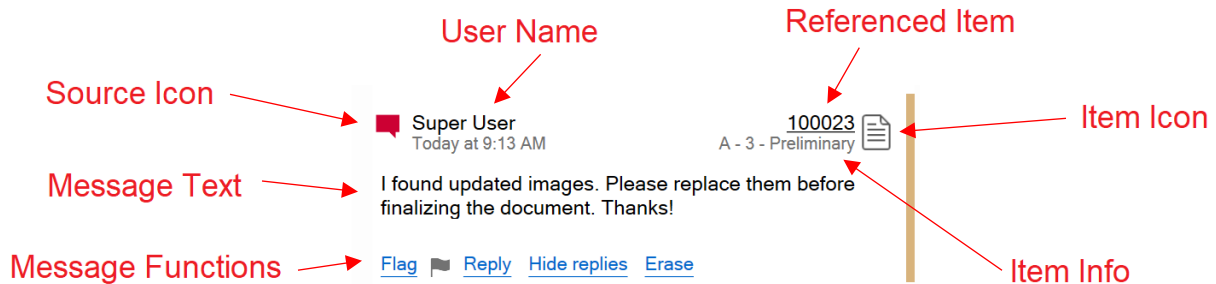 User Name
Referenced Item
Source Icon
Super User
100023
Item Icon
Today at 9:13 AM
A - 3 - Preliminary
Message Text
I found updated images. Please replace them before
finalizing the document. Thanks!
Message Functions
Flag Reply Hide replies Erase
Item Info